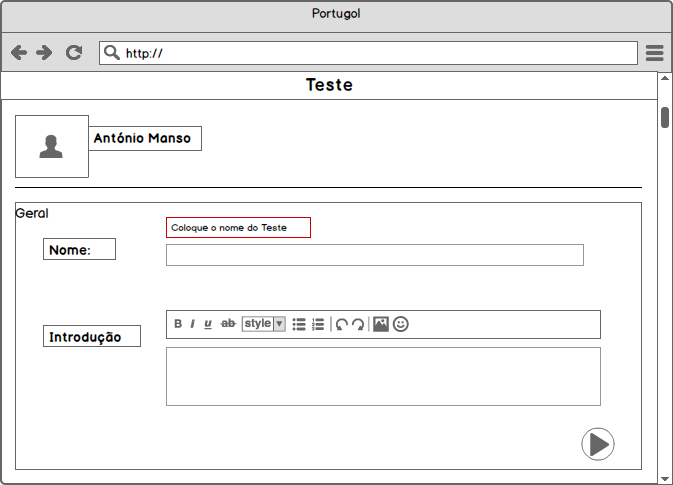 Portugol
http://
Teste
António Manso
Geral
Coloque o nome do Teste
Nome:
B i u ab style
Introdução